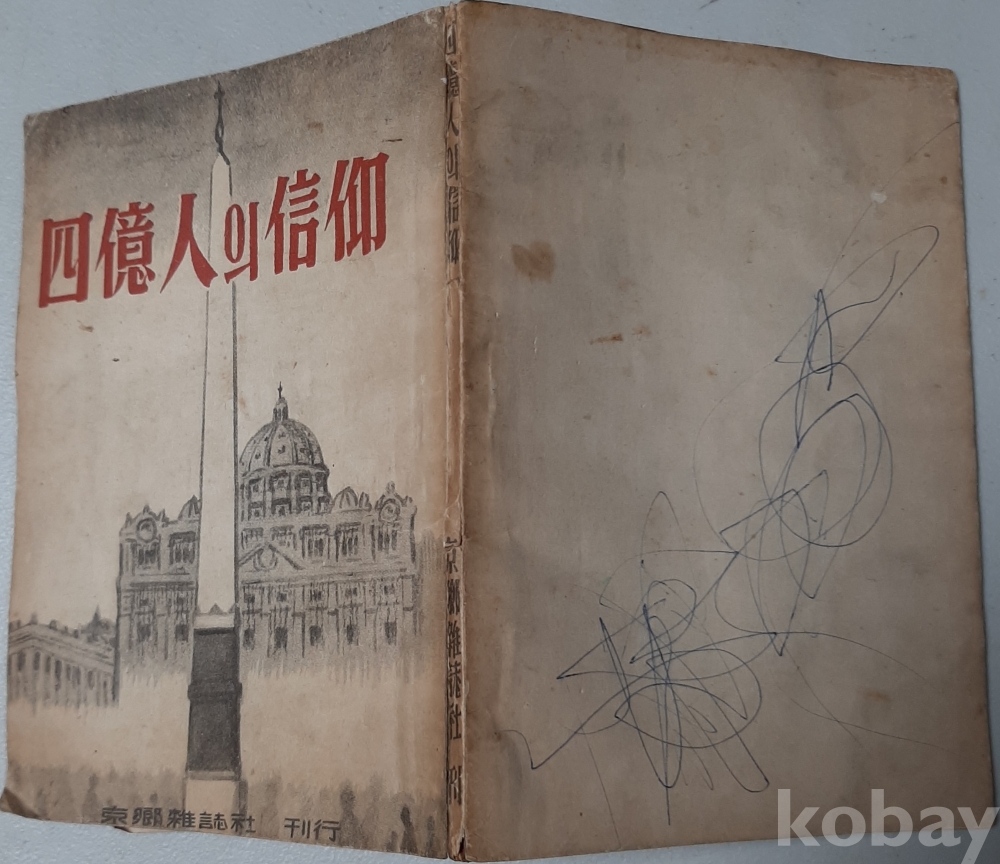 四億人의信仰
京鄕雜誌社 刊行
四億人의信仰
京鄕雜誌社 刊
kobay